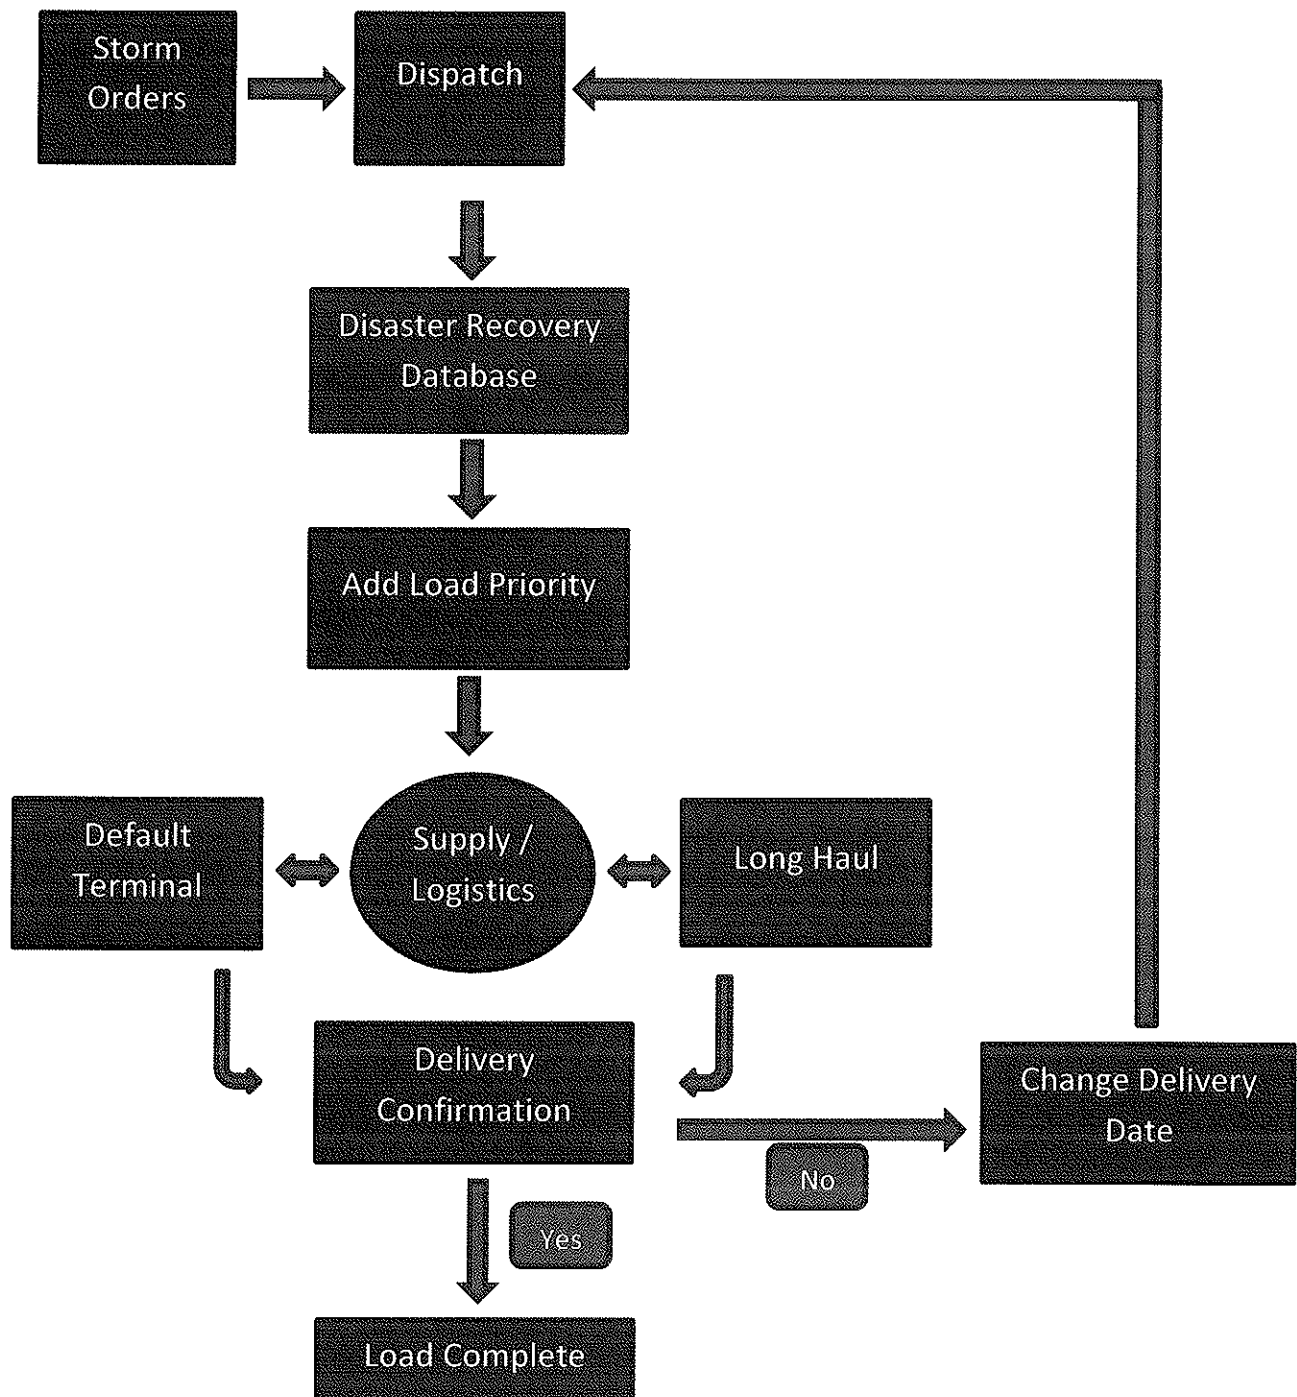 Storm
Orders
Dispatch
Disaster Recovery
Database
Add Load Priority
Default
Terminal
Supply /
Logistics
Long Haul
Delivery
Confirmation
Change Delivery
Date
No
Yes
Load Complete